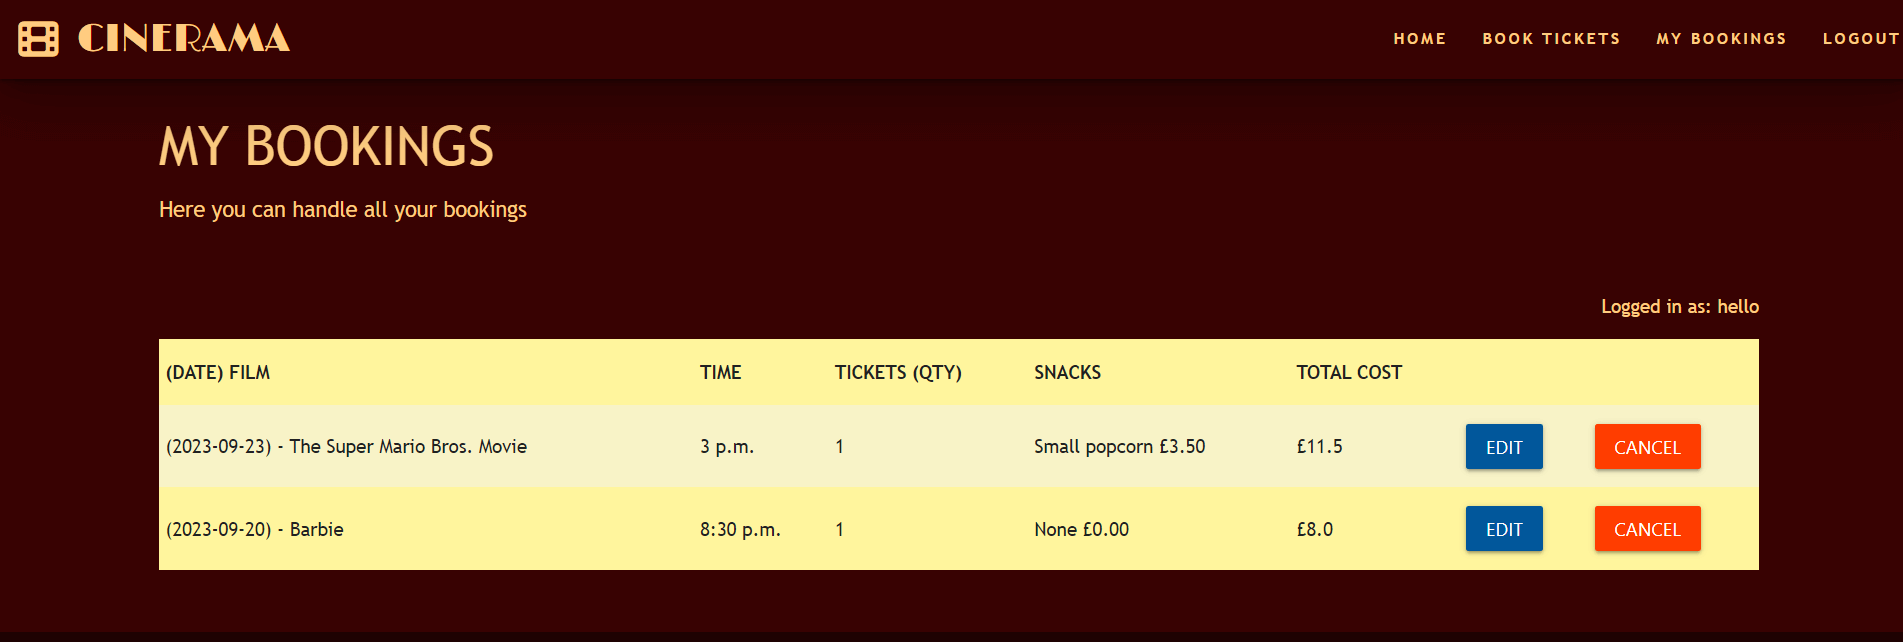 CINERAMA
HOME BOOK TICKETS MY BOOKINGS LOGOUT
MY BOOKINGS
Here you can handle all your bookings
Logged in as: hello
(DATE) FILM TIME TICKETS (QTY) SNACKS TOTAL COST
(2023-09-23) - The Super Mario Bros. Movie 3 p.m. 1 Small popcorn £3.50 £11.5 EDIT CANCEL
(2023-09-20) - Barbie 8:30 p.m. 1 None £0.00 £8.0 EDIT CANCEL